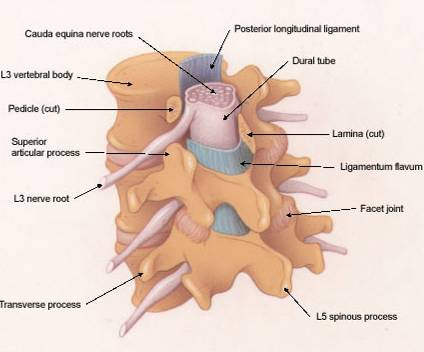 Cauda equina nerve roots
Posterior longitudinal ligament
Dural tube
L3 vertebral body
Pedicle (cut)
Lamina (cut)
Superior
articular process
Ligamentum flavum
L3 nerve root
Facet joint
Transverse process
L5 spinous process